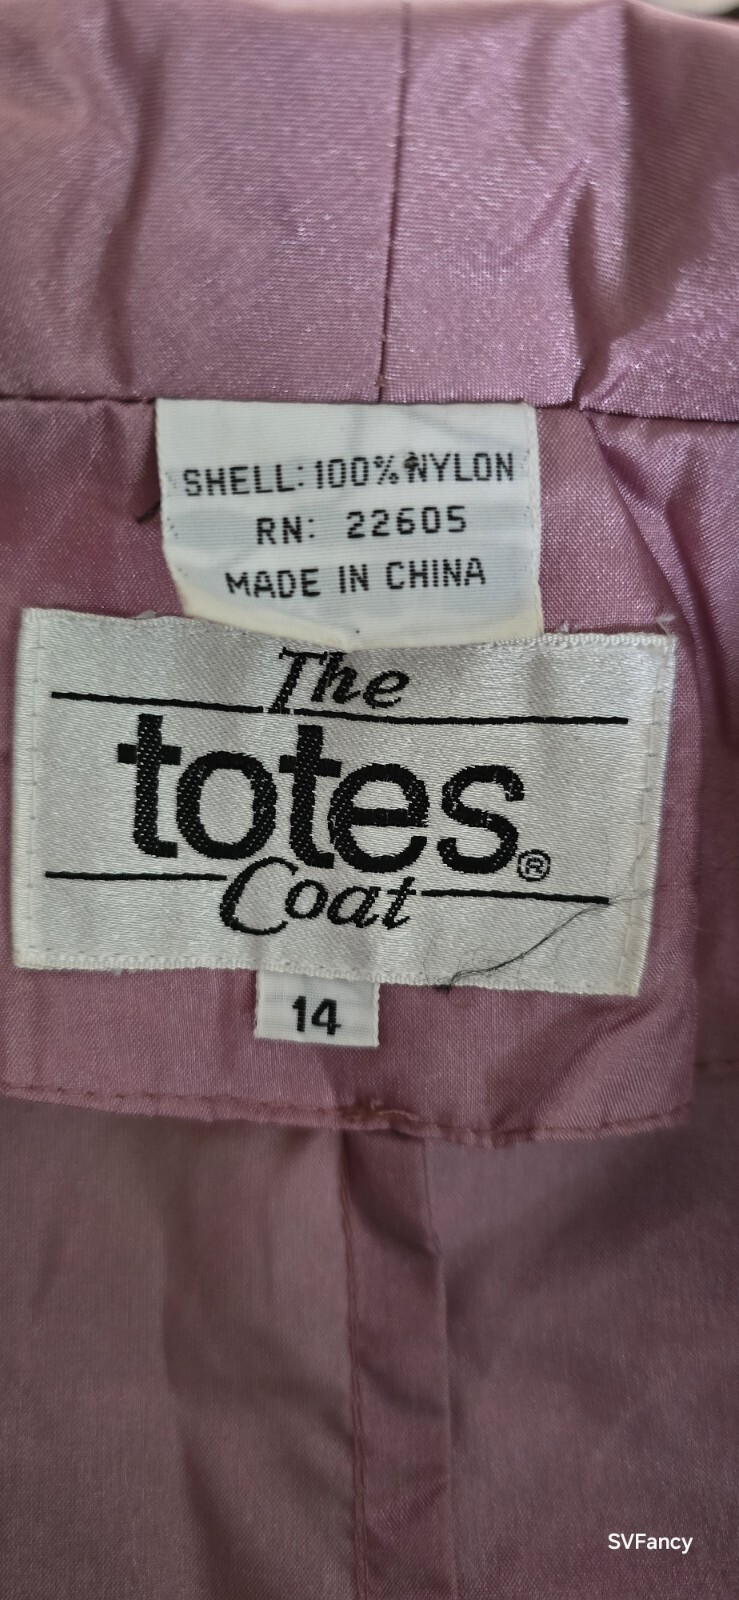 SHELL: 100% NYLON
RN: 22605
MADE IN CHINA
The
totes®
Coat
14
SVFancy